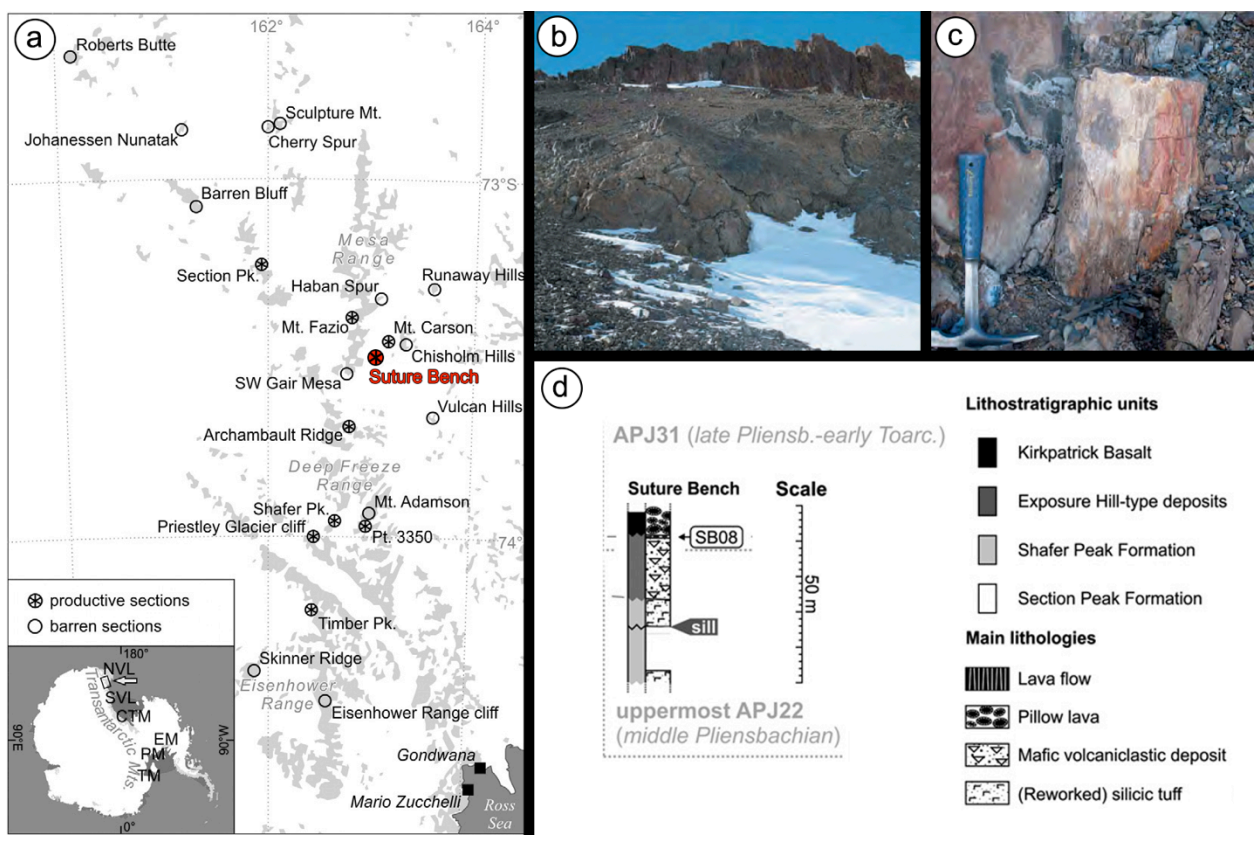 a
162°
164°
Roberts Butte
Sculpture Mt.
Johanessen Nunatak
Cherry Spur
73°S
Barren Bluff
Mesa
Range
Section Pk.
Runaway Hills
Haban Spur
Mt. Fazio
Mt. Carson
Chisholm Hills
Suture Bench
SW Gair Mesa
Vulcan Hills
Archambault Ridge
Deep Freeze
Range
Mt. Adamson
Shafer Pk.
Priestley Glacier cliff
Pt. 3350
74°
productive sections
barren sections
Timber Pk.
Skinner Ridge
Eisenhower
Range
Eisenhower Range cliff
Gondwana
Mario Zucchelli
Ross
Sea
180°
NVL
SVL
CTM
Transantarctic Mts.
EM
PM
TM
90°E
90°W
0°
b
c
d
APJ31 (late Pliensb.-early Toarc.)
Suture Bench
Scale
SB08
50 m
sill
uppermost APJ22
(middle Pliensbachian)
Lithostratigraphic units
Kirkpatrick Basalt
Exposure Hill-type deposits
Shafer Peak Formation
Section Peak Formation
Main lithologies
Lava flow
Pillow lava
Mafic volcaniclastic deposit
(Reworked) silicic tuff